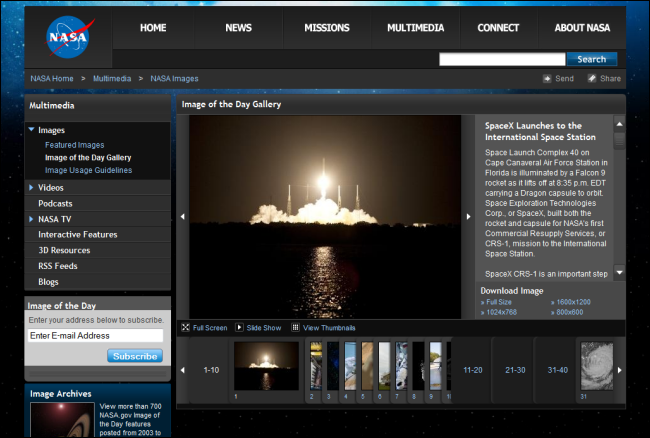 NASA
HOME
NEWS
MISSIONS
MULTIMEDIA
CONNECT
ABOUT NASA
Search
NASA Home > Multimedia > NASA Images
Send
Share
Multimedia
Images
Featured Images
Image of the Day Gallery
Image Usage Guidelines
Videos
Podcasts
NASA TV
Interactive Features
3D Resources
RSS Feeds
Blogs
Image of the Day
Enter your address below to subscribe.
Enter E-mail Address
Subscribe
Image Archives
View more than 700
NASA.gov Image of
the Day features
posted from 2003 to
Image of the Day Gallery
SpaceX Launches to the
International Space Station
Space Launch Complex 40 on
Cape Canaveral Air Force Station in
Florida is illuminated by a Falcon 9
rocket as it lifts off at 8:35 p.m. EDT
carrying a Dragon capsule to orbit.
Space Exploration Technologies
Corp., or SpaceX, built both the
rocket and capsule for NASA's first
Commercial Resupply Services, or
CRS-1, mission to the International
Space Station.
SpaceX CRS-1 is an important step
Download Image
» Full Size
» 1600x1200
» 1024x768
» 800x600
Full Screen
Slide Show
View Thumbnails
1-10
11-20
21-30
31-40
1
2
3
4
5
6
7
8
9
31